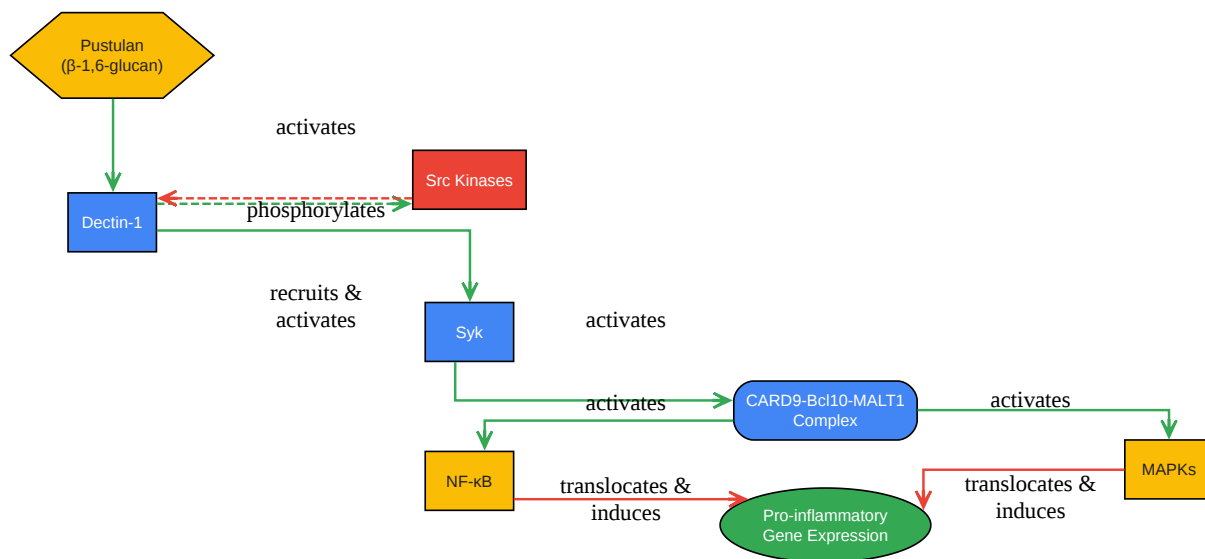 Pustulan
(β-1,6-glucan)
activates
Src Kinases
phosphorylates
Dectin-1
recruits &
activates
activates
Syk
activates
CARD9-Bcl10-MALT1
Complex
activates
NF-κB
MAPKs
translocates &
induces
translocates &
induces
Pro-inflammatory
Gene Expression